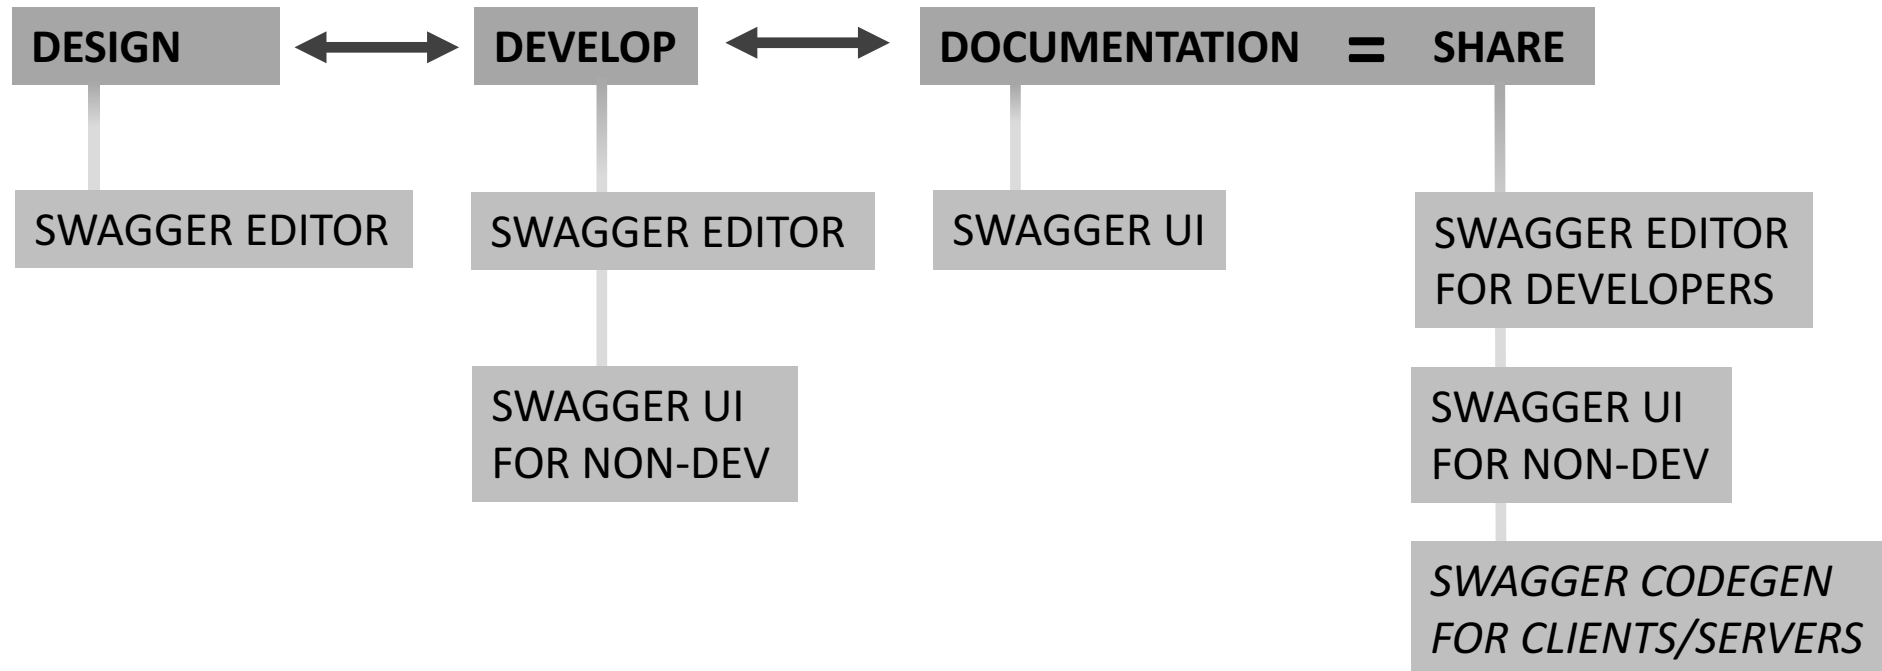 DESIGN
DEVELOP
DOCUMENTATION = SHARE
SWAGGER EDITOR
SWAGGER EDITOR
SWAGGER UI
FOR NON-DEV
SWAGGER UI
SWAGGER EDITOR
FOR DEVELOPERS
SWAGGER UI
FOR NON-DEV
SWAGGER CODEGEN
FOR CLIENTS/SERVERS